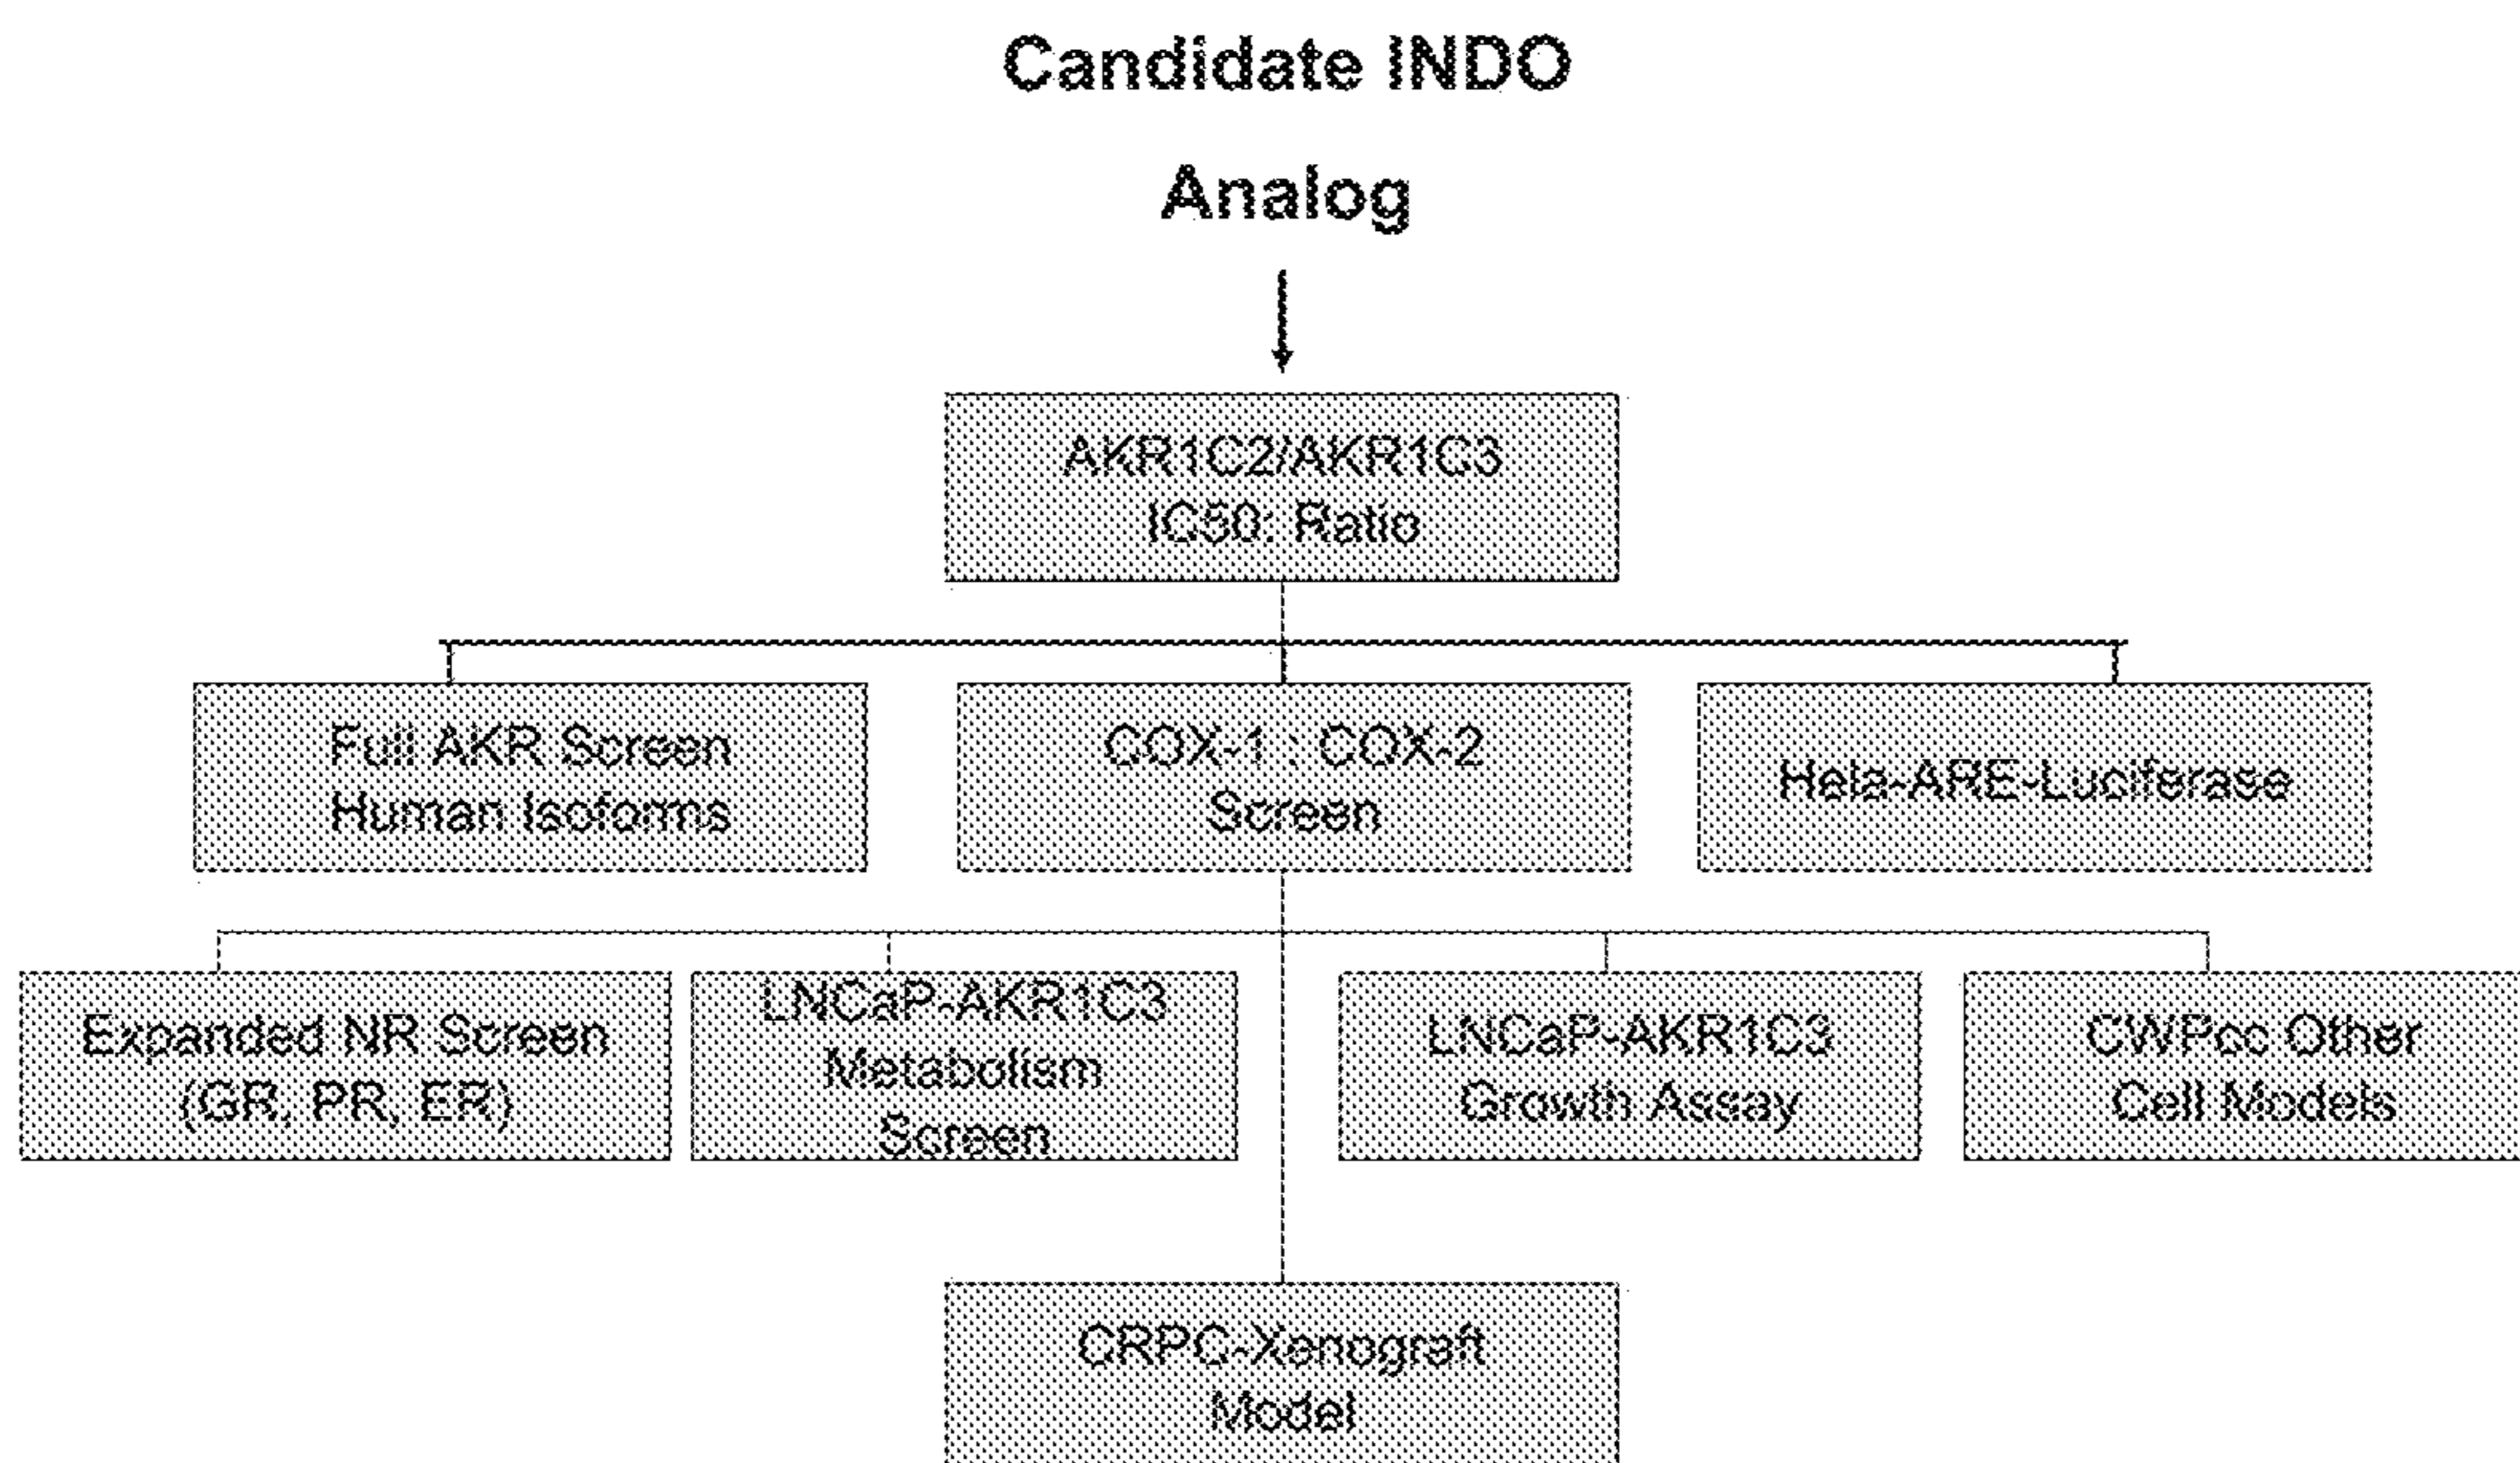 Candidate INDO
Analog
AKR1C2/AKR1C3
IC50: Ratio
Full AKR Screen
Human Isoforms
COX-1 : COX-2
Screen
Hela-ARE-Luciferase
Expanded NR Screen
(GR, PR, ER)
LNCaP-AKR1C3
Metabolism
Screen
LNCaP-AKR1C3
Growth Assay
CWPcc Other
Cell Models
CRPC-Xenograft
Model